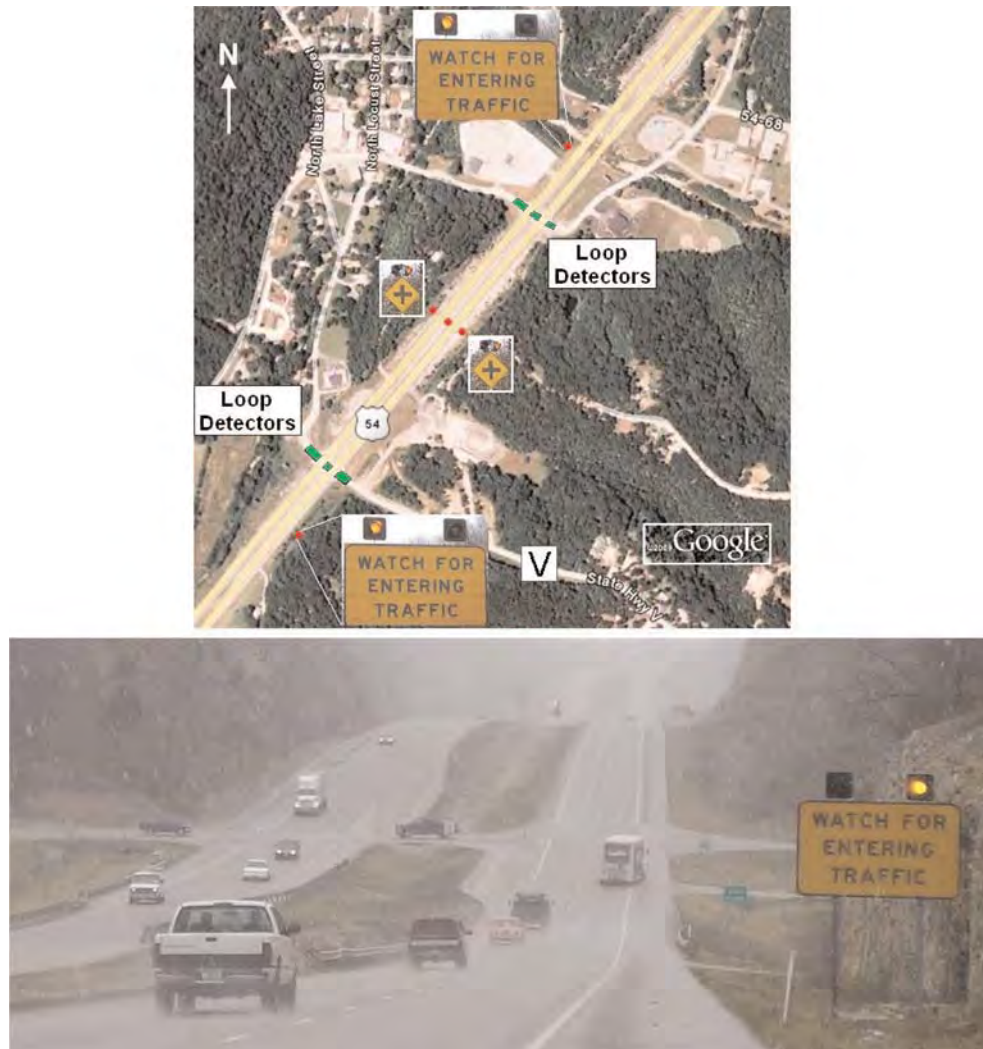 WATCH FOR
ENTERING
TRAFFIC
N
North Lake Street
North Locust Street
54-68
Loop
Detectors
Loop
Detectors
54
WATCH FOR
ENTERING
TRAFFIC
V
State Hwy V
Google
WATCH FOR
ENTERING
TRAFFIC